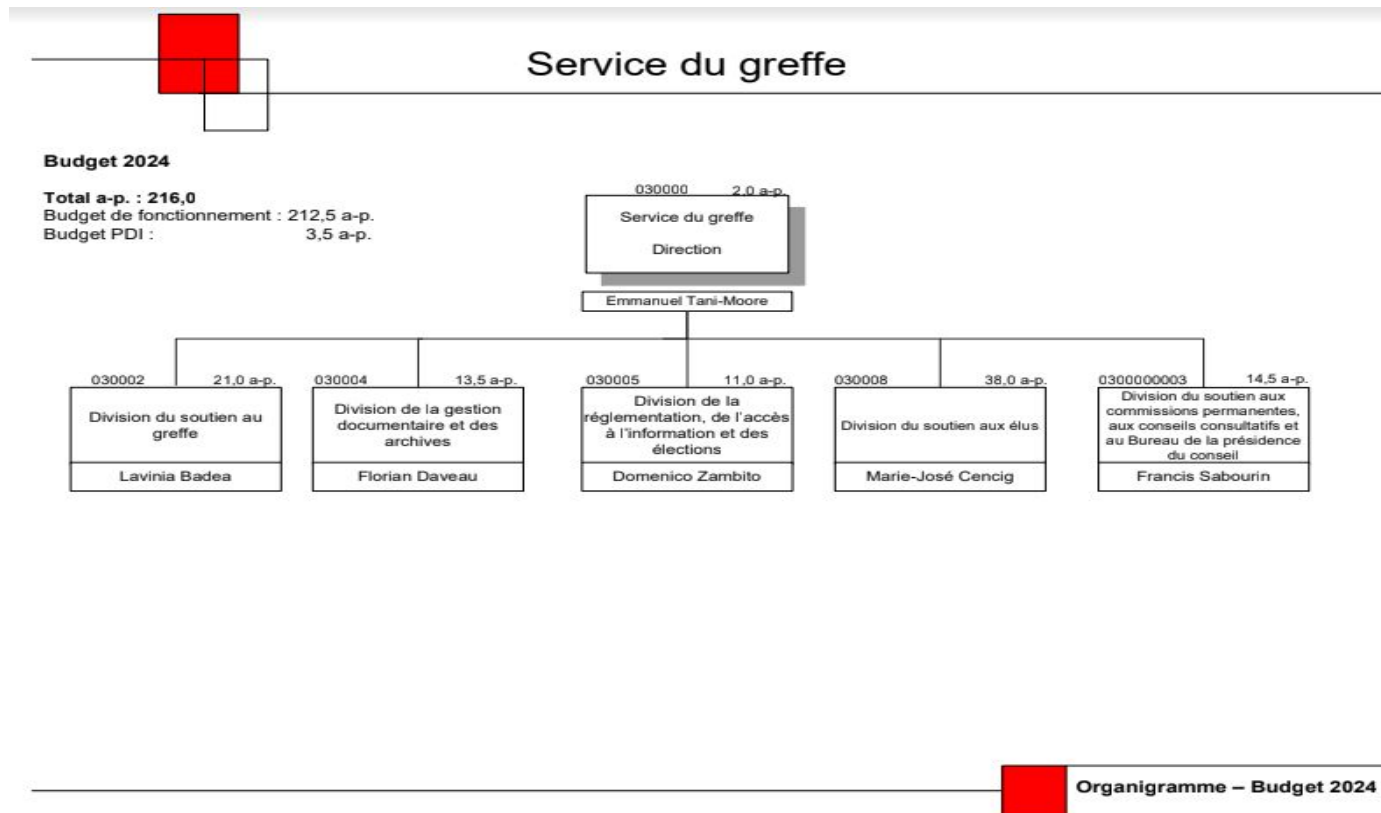 Service du greffe
Budget 2024
Total a-p. : 216,0
Budget de fonctionnement : 212,5 a-p.
Budget PDI : 3,5 a-p.
030000 2,0 a-p.
Service du greffe
Direction
Emmanuel Tani-Moore
030002 21,0 a-p.
Division du soutien au
greffe
Lavinia Badea
030004 13,5 a-p.
Division de la gestion
documentaire et des
archives
Florian Daveau
030005 11,0 a-p.
Division de la
réglementation, de l'accès
à l'information et des
élections
Domenico Zambito
030008 38,0 a-p.
Division du soutien aux élus
Marie-José Cencig
0300000003 14,5 a-p.
Division du soutien aux
commissions permanentes,
aux conseils consultatifs et
au Bureau de la présidence
du conseil
Francis Sabourin
Organigramme – Budget 2024